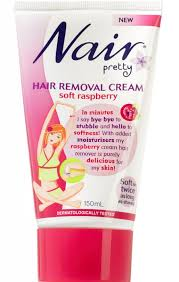 NEW
Nair
pretty
HAIR REMOVAL CREAM
soft raspberry
In minutes
I say bye bye to
stubble and hello to
softness! With added
moisturisers my
raspberry cream hair
remover is purely
delicious for
my skin!
Soft
twice
as long
150mL
DERMATOLOGICALLY TESTED